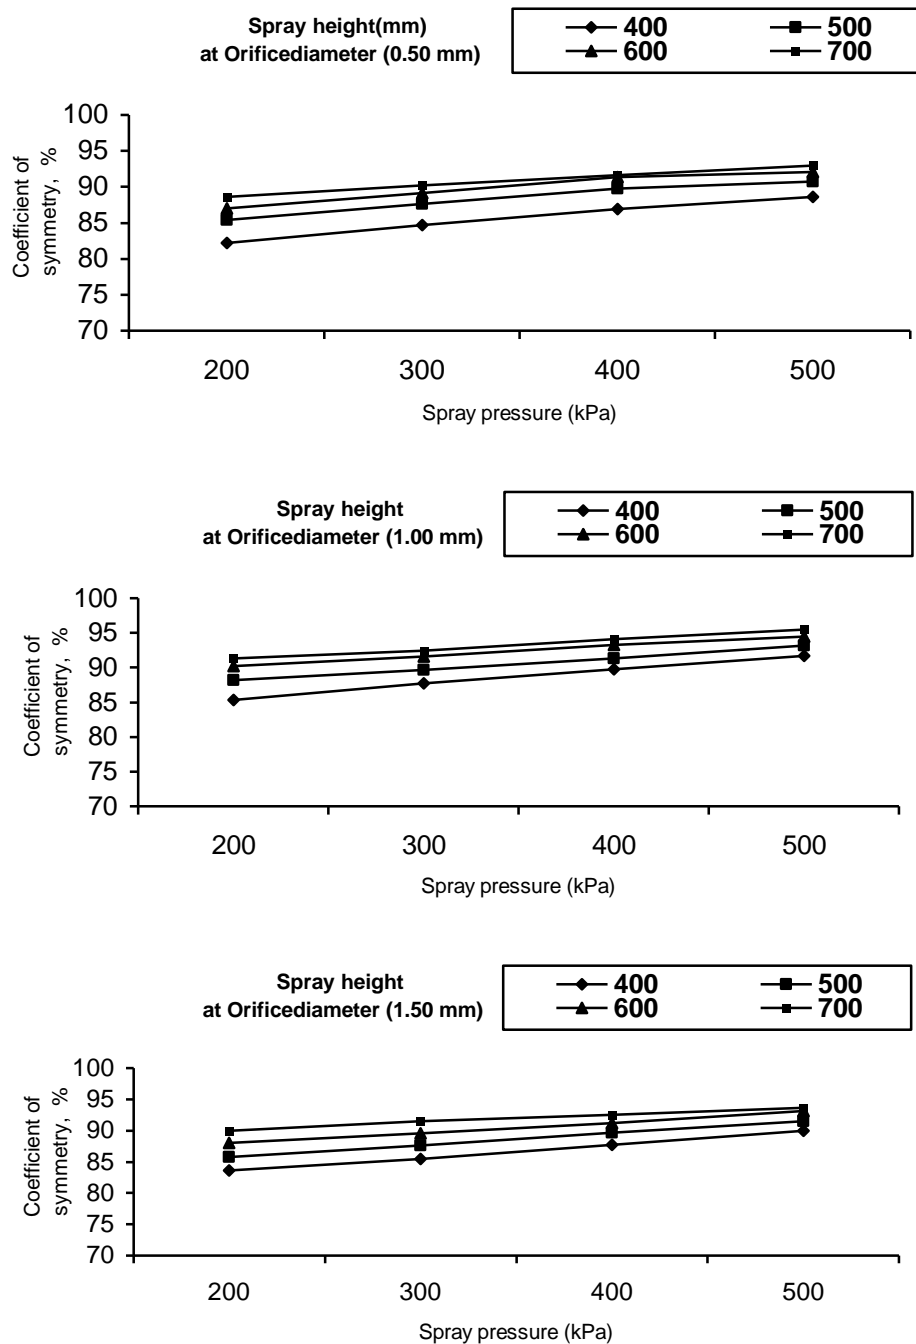 Spray height(mm)
at Orificediameter (0.50 mm)
400 500
600 700
Coefficient of
symmetry, %
100
95
90
85
80
75
70
200 300 400 500
Spray pressure (kPa)
Spray height
at Orificediameter (1.00 mm)
400 500
600 700
Coefficient of
symmetry, %
100
95
90
85
80
75
70
200 300 400 500
Spray pressure (kPa)
Spray height
at Orificediameter (1.50 mm)
400 500
600 700
Coefficient of
symmetry, %
100
95
90
85
80
75
70
200 300 400 500
Spray pressure (kPa)